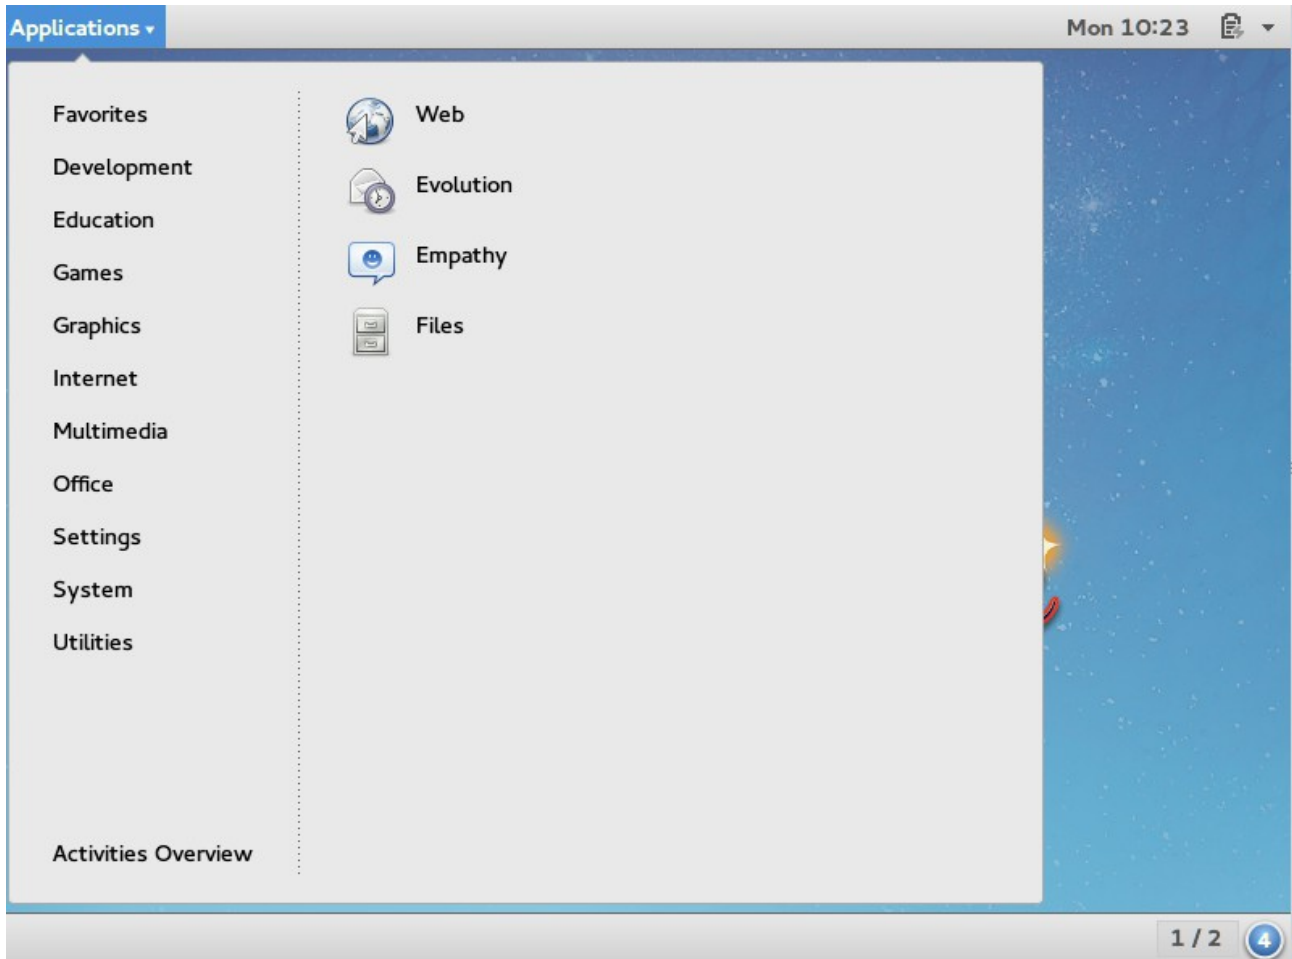 Applications
Mon 10:23
Favorites
Development
Education
Games
Graphics
Internet
Multimedia
Office
Settings
System
Utilities
Activities Overview
Web
Evolution
Empathy
Files
1 / 2
4